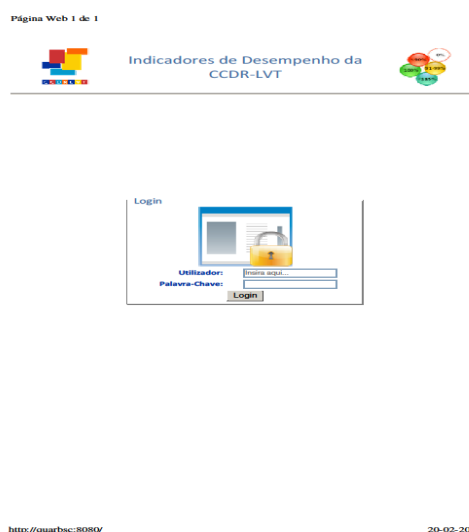 Página Web 1 de 1
Indicadores de Desempenho da
CCDR-LVT
Login
Utilizador:
Insira aqui...
Palavra-Chave:
Login
http://quarbsc:8080/
20-02-20